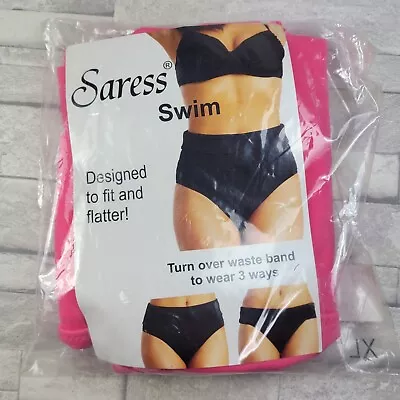 Saress®
Swim
Designed
to fit and
flatter!
Turn over waste band
to wear 3 ways
XL